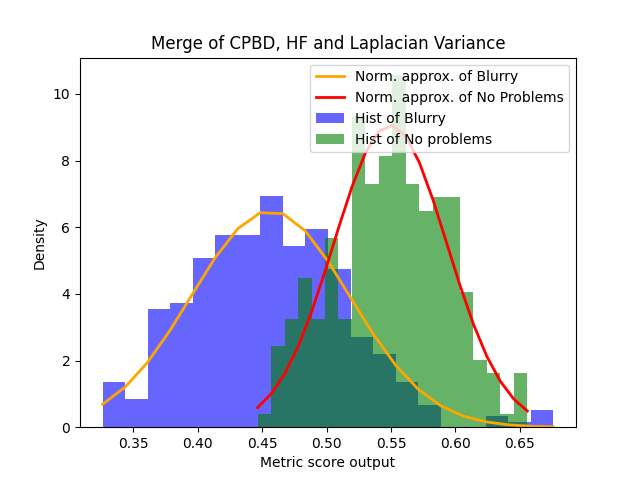 Merge of CPBD, HF and Laplacian Variance
Norm. approx. of Blurry
Norm. approx. of No Problems
Hist of Blurry
Hist of No problems
Density
10
8
6
4
2
0
0.35 0.40 0.45 0.50 0.55 0.60 0.65
Metric score output